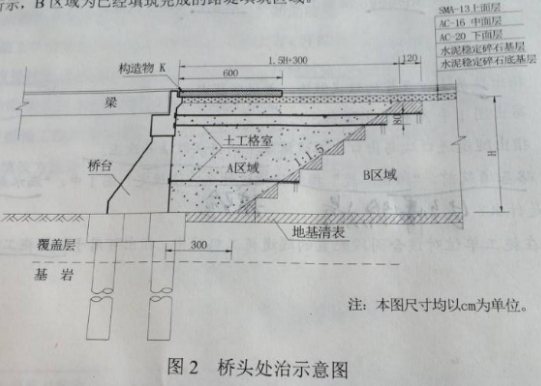 示，B区域为已经填筑完成的路堤填筑区域。
SMA-13上面层
AC-16 中面层
AC-20 下面层
水泥稳定碎石基层
水泥稳定碎石底基层
构造物 K
1.5H+300
120
600
梁
80
土工格室
1:1.5
A区域
B区域
H
桥台
地基清表
覆盖层
300
基岩
注：本图尺寸均以cm为单位。
图2 桥头处治示意图